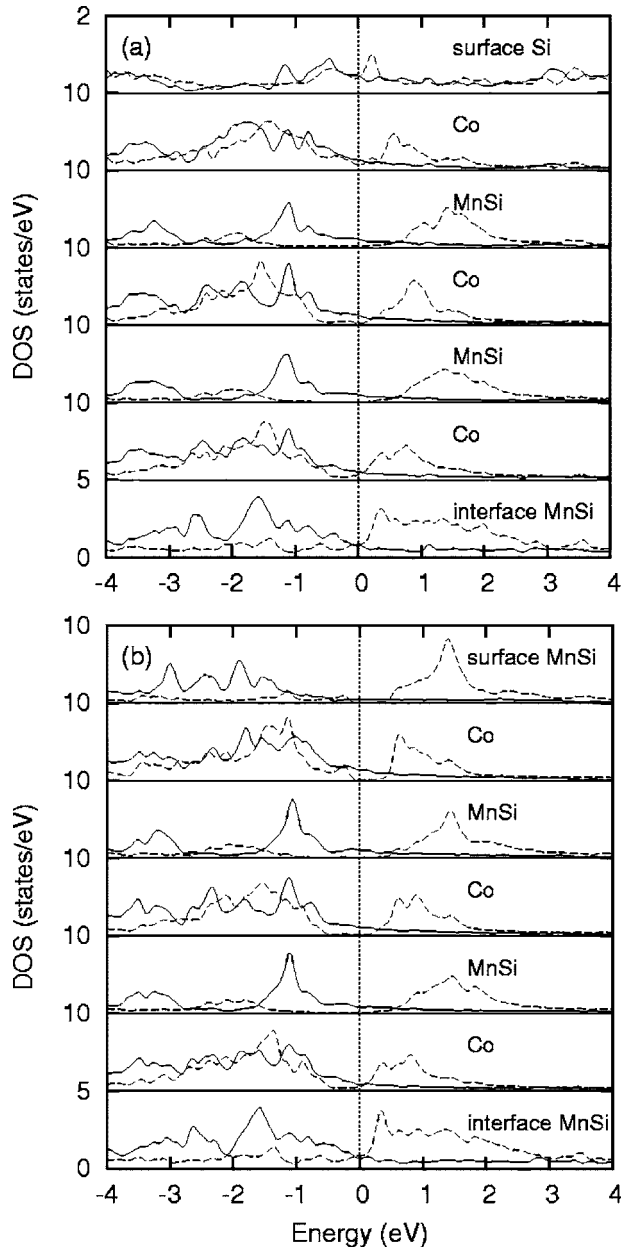 2
(a)
surface Si
10
Co
10
MnSi
10
Co
10
MnSi
10
Co
5
interface MnSi
0
-4 -3 -2 -1 0 1 2 3 4
DOS (states/eV)
10
(b)
surface MnSi
10
Co
10
MnSi
10
Co
10
MnSi
10
Co
5
interface MnSi
0
-4 -3 -2 -1 0 1 2 3 4
DOS (states/eV)
Energy (eV)